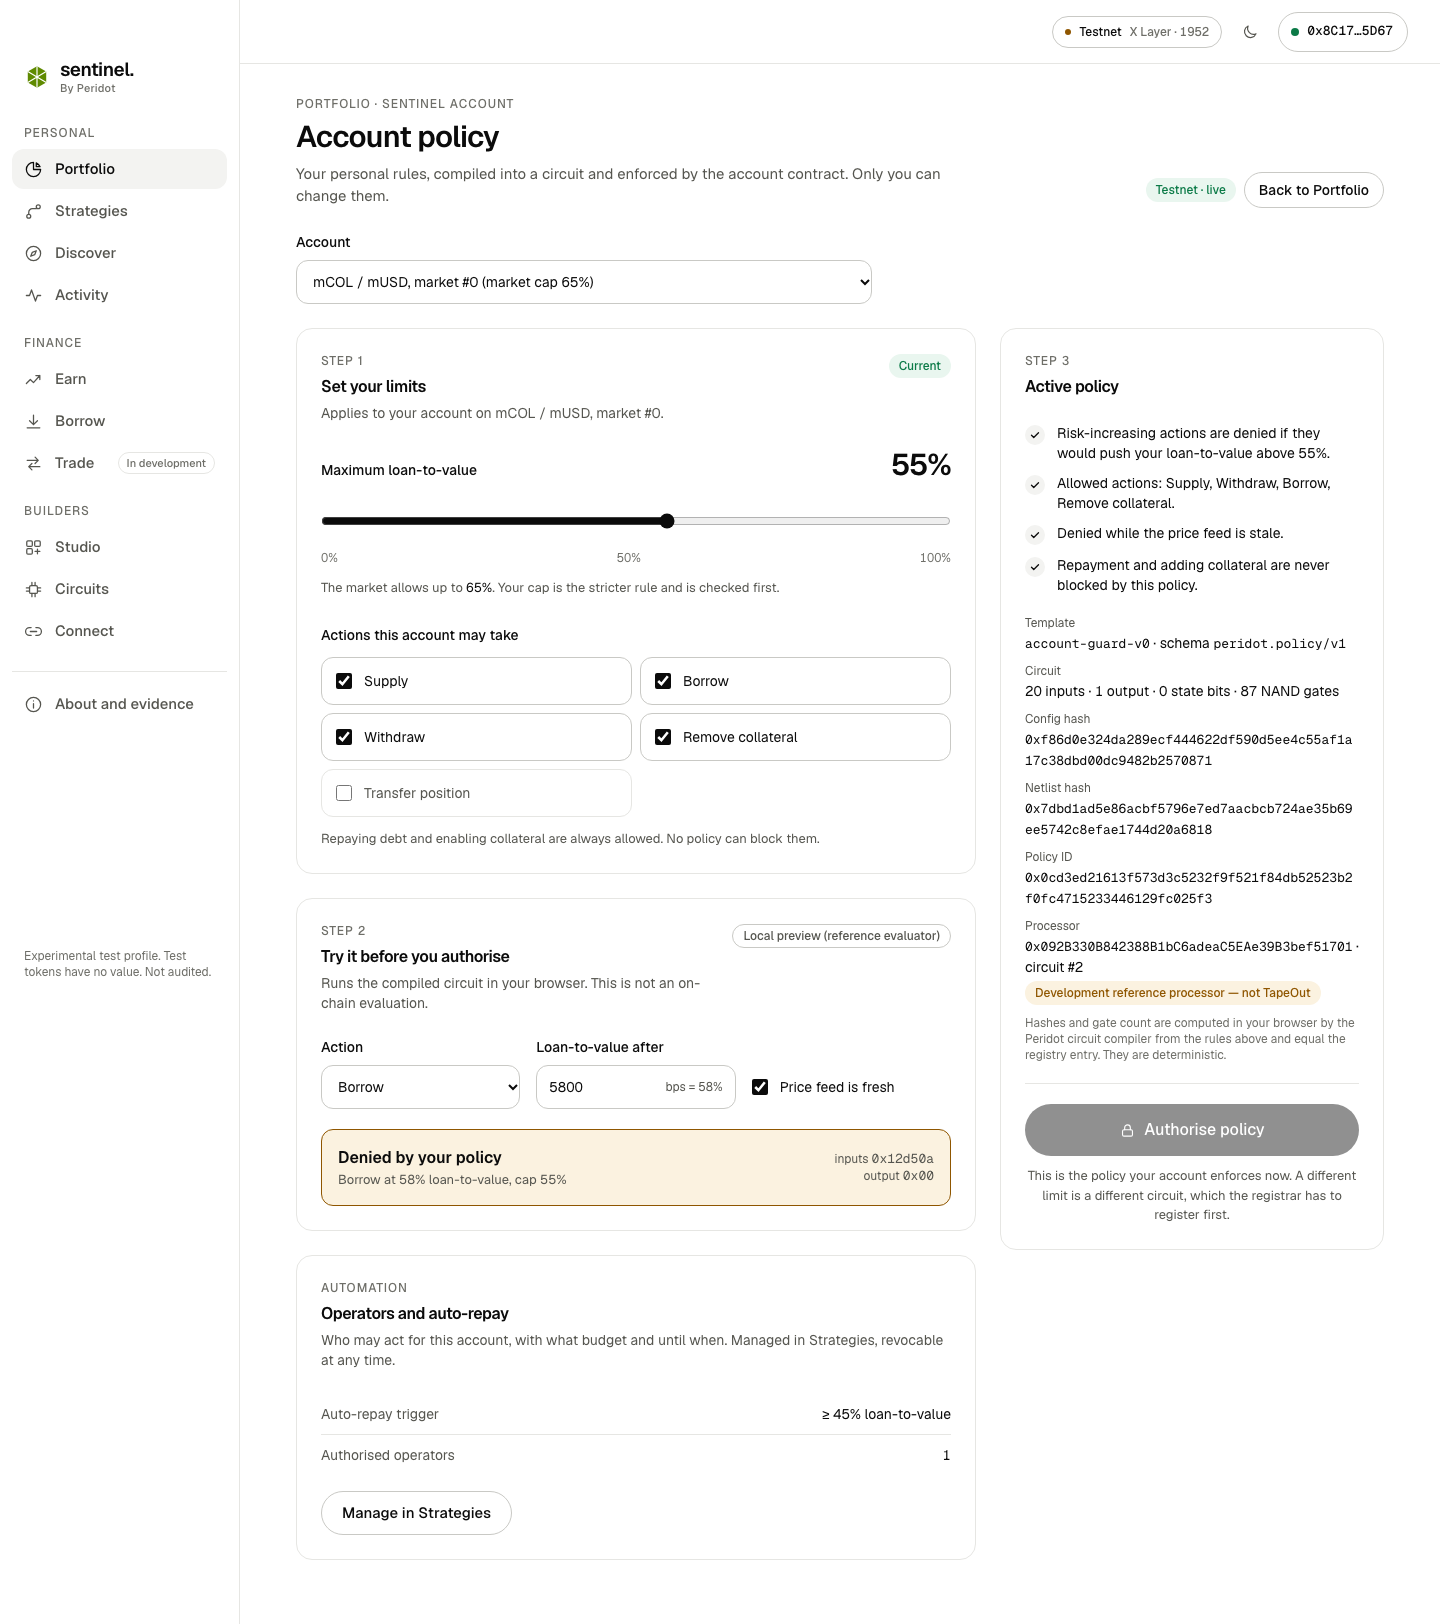 Testnet X Layer · 1952
0x8C17…5D67
sentinel.
By Peridot
PERSONAL
Portfolio
Strategies
Discover
Activity
FINANCE
Earn
Borrow
Trade
In development
BUILDERS
Studio
Circuits
Connect
About and evidence
Experimental test profile. Test
tokens have no value. Not audited.
PORTFOLIO · SENTINEL ACCOUNT
Account policy
Your personal rules, compiled into a circuit and enforced by the account contract. Only you can
change them.
Testnet · live
Back to Portfolio
Account
mCOL / mUSD, market #0 (market cap 65%)
STEP 1
Current
Set your limits
Applies to your account on mCOL / mUSD, market #0.
Maximum loan-to-value
55%
0%
50%
100%
The market allows up to 65%. Your cap is the stricter rule and is checked first.
Actions this account may take
Supply
Borrow
Withdraw
Remove collateral
Transfer position
Repaying debt and enabling collateral are always allowed. No policy can block them.
STEP 2
Local preview (reference evaluator)
Try it before you authorise
Runs the compiled circuit in your browser. This is not an on-
chain evaluation.
Action
Loan-to-value after
Borrow
5800
bps = 58%
Price feed is fresh
Denied by your policy
Borrow at 58% loan-to-value, cap 55%
inputs 0x12d50a
output 0x00
AUTOMATION
Operators and auto-repay
Who may act for this account, with what budget and until when. Managed in Strategies, revocable
at any time.
Auto-repay trigger
≥ 45% loan-to-value
Authorised operators
1
Manage in Strategies
STEP 3
Active policy
Risk-increasing actions are denied if they
would push your loan-to-value above 55%.
Allowed actions: Supply, Withdraw, Borrow,
Remove collateral.
Denied while the price feed is stale.
Repayment and adding collateral are never
blocked by this policy.
Template
account-guard-v0 · schema peridot.policy/v1
Circuit
20 inputs · 1 output · 0 state bits · 87 NAND gates
Config hash
0xf86d0e324da289ecf444622df590d5ee4c55af1a
17c38dbd00dc9482b2570871
Netlist hash
0x7dbd1ad5e86acbf5796e7ed7aacbcb724ae35b69
ee5742c8efae1744d20a6818
Policy ID
0x0cd3ed21613f573d3c5232f9f521f84db52523b2
f0fc4715233446129fc025f3
Processor
0x092B330B842388B1bC6adeaC5EAe39B3bef51701 ·
circuit #2
Development reference processor — not TapeOut
Hashes and gate count are computed in your browser by the
Peridot circuit compiler from the rules above and equal the
registry entry. They are deterministic.
Authorise policy
This is the policy your account enforces now. A different
limit is a different circuit, which the registrar has to
register first.